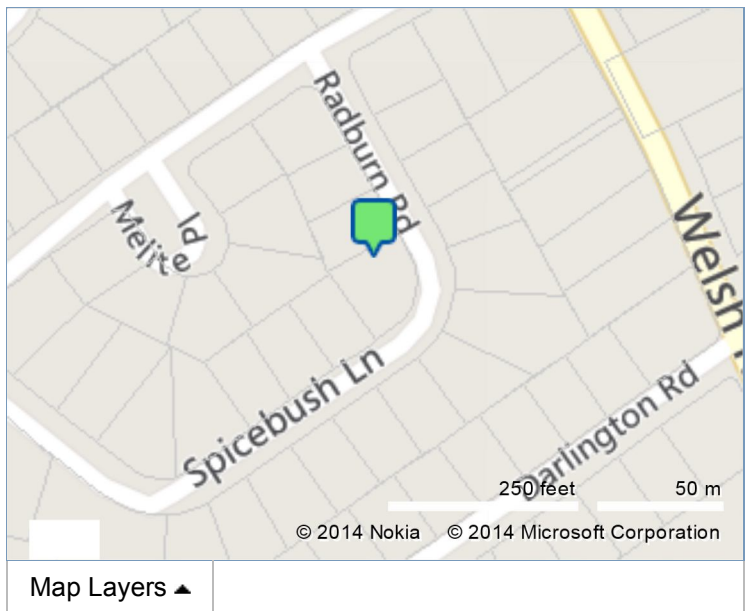 Radburn Rd
Melite Pl
Welsh
Spicebush Ln
Darlington Rd
250 feet 50 m
© 2014 Nokia © 2014 Microsoft Corporation
Map Layers